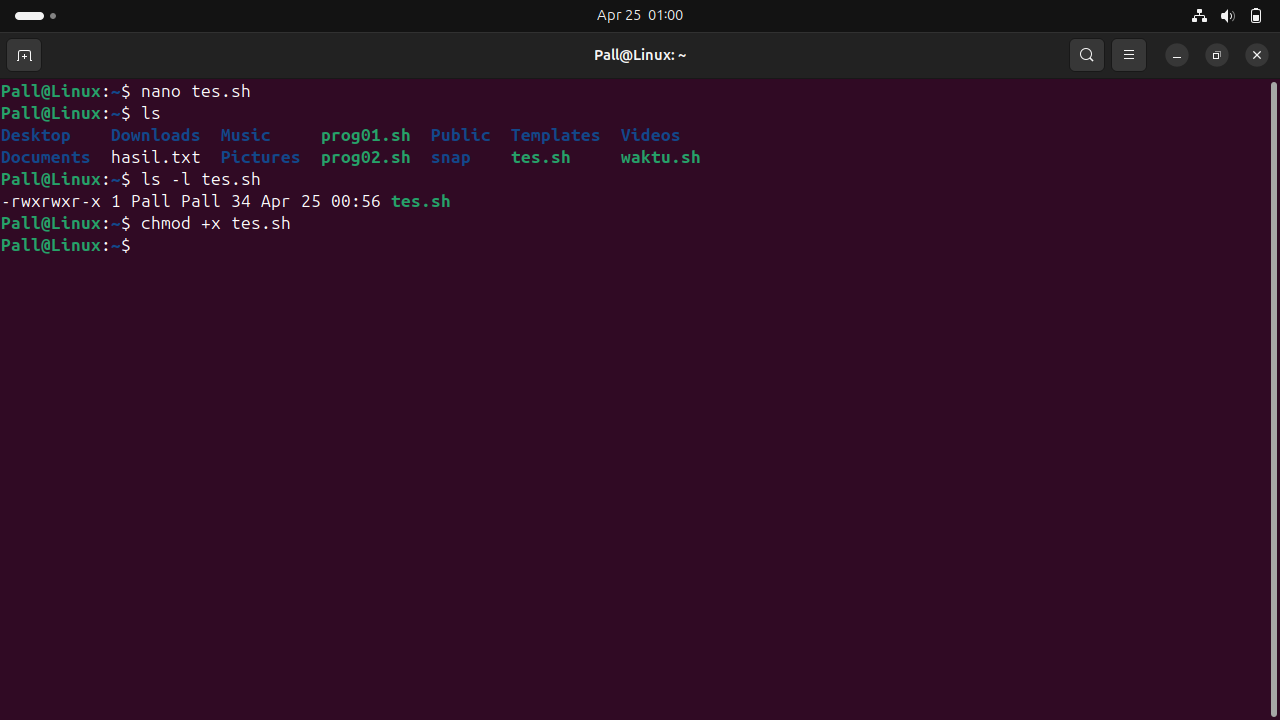 Apr 25 01:00
Pall@Linux: ~
Pall@Linux:~$ nano tes.sh
Pall@Linux:~$ ls
Desktop Downloads Music prog01.sh Public Templates Videos
Documents hasil.txt Pictures prog02.sh snap tes.sh waktu.sh
Pall@Linux:~$ ls -l tes.sh
-rwxrwxr-x 1 Pall Pall 34 Apr 25 00:56 tes.sh
Pall@Linux:~$ chmod +x tes.sh
Pall@Linux:~$